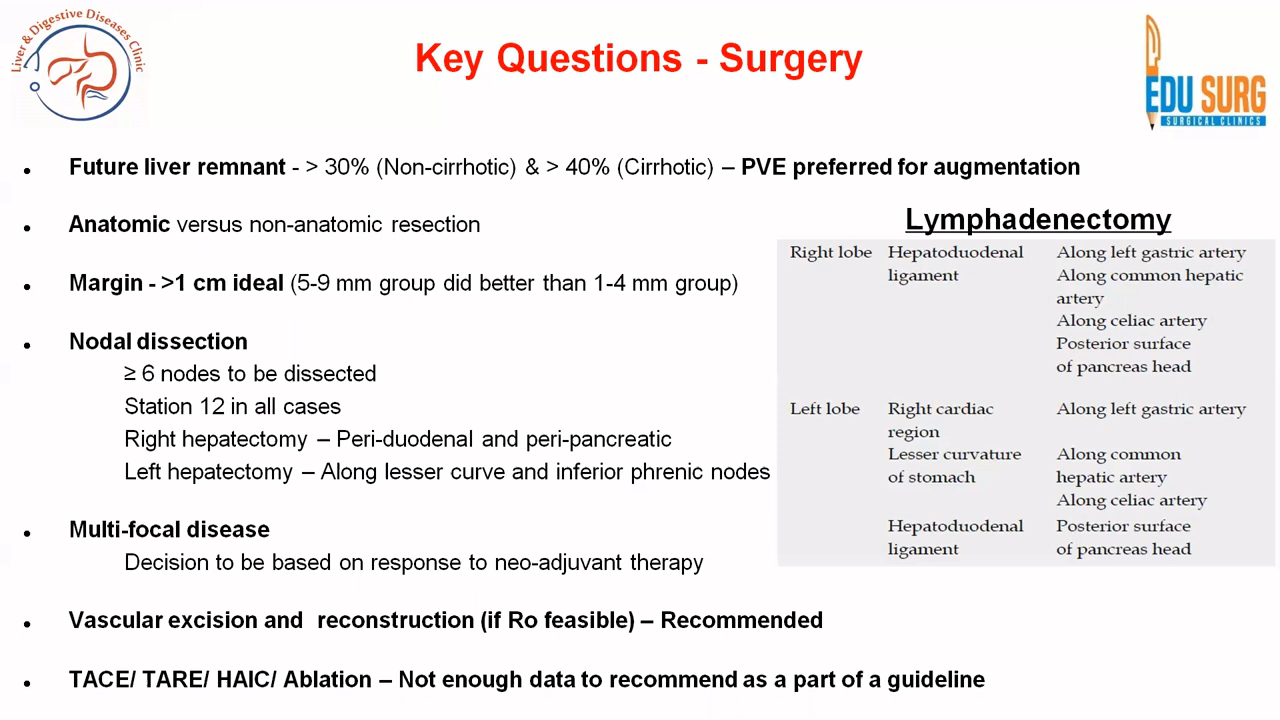 Liver & Digestive Diseases Clinic
Key Questions - Surgery
EDU SURG
SURGICAL CLINICS
• Future liver remnant - > 30% (Non-cirrhotic) & > 40% (Cirrhotic) – PVE preferred for augmentation
• Anatomic versus non-anatomic resection
• Margin - >1 cm ideal (5-9 mm group did better than 1-4 mm group)
• Nodal dissection
≥ 6 nodes to be dissected
Station 12 in all cases
Right hepatectomy – Peri-duodenal and peri-pancreatic
Left hepatectomy – Along lesser curve and inferior phrenic nodes
• Multi-focal disease
Decision to be based on response to neo-adjuvant therapy
• Vascular excision and reconstruction (if Ro feasible) – Recommended
• TACE/ TARE/ HAIC/ Ablation – Not enough data to recommend as a part of a guideline
Lymphadenectomy
Right lobe Hepatoduodenal Along left gastric artery
ligament Along common hepatic
artery
Along celiac artery
Posterior surface
of pancreas head
Left lobe Right cardiac Along left gastric artery
region
Lesser curvature Along common
of stomach hepatic artery
Along celiac artery
Hepatoduodenal Posterior surface
ligament of pancreas head